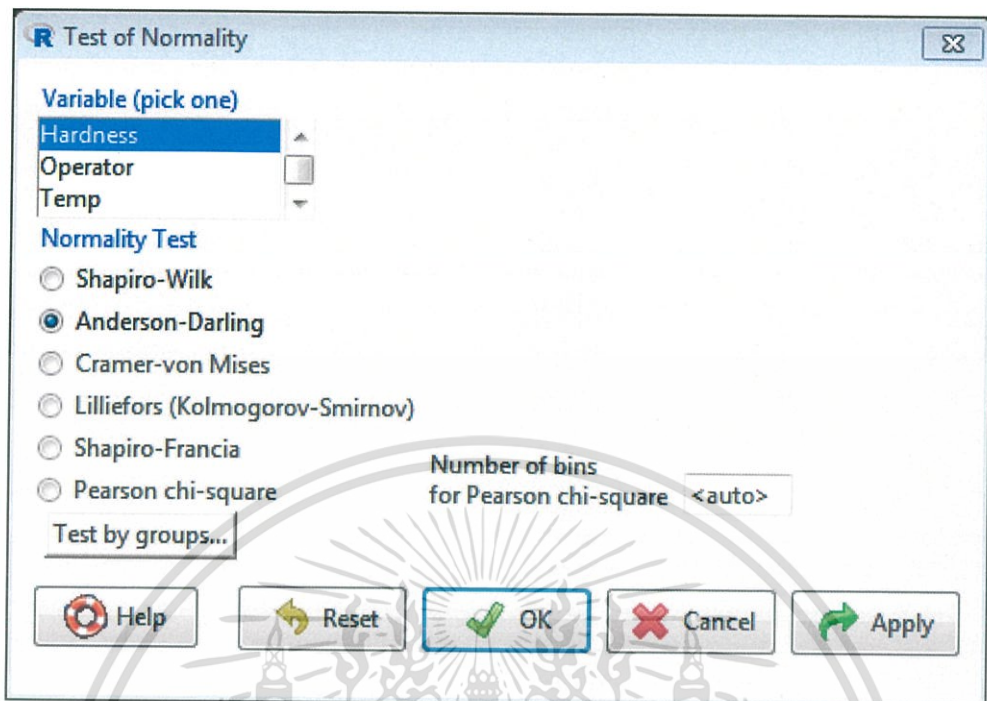 R Test of Normality
Variable (pick one)
Hardness
Operator
Temp
Normality Test
Shapiro-Wilk
Anderson-Darling
Cramer-von Mises
Lilliefors (Kolmogorov-Smirnov)
Shapiro-Francia
Pearson chi-square
Number of bins
for Pearson chi-square <auto>
Test by groups...
Help Reset OK Cancel Apply